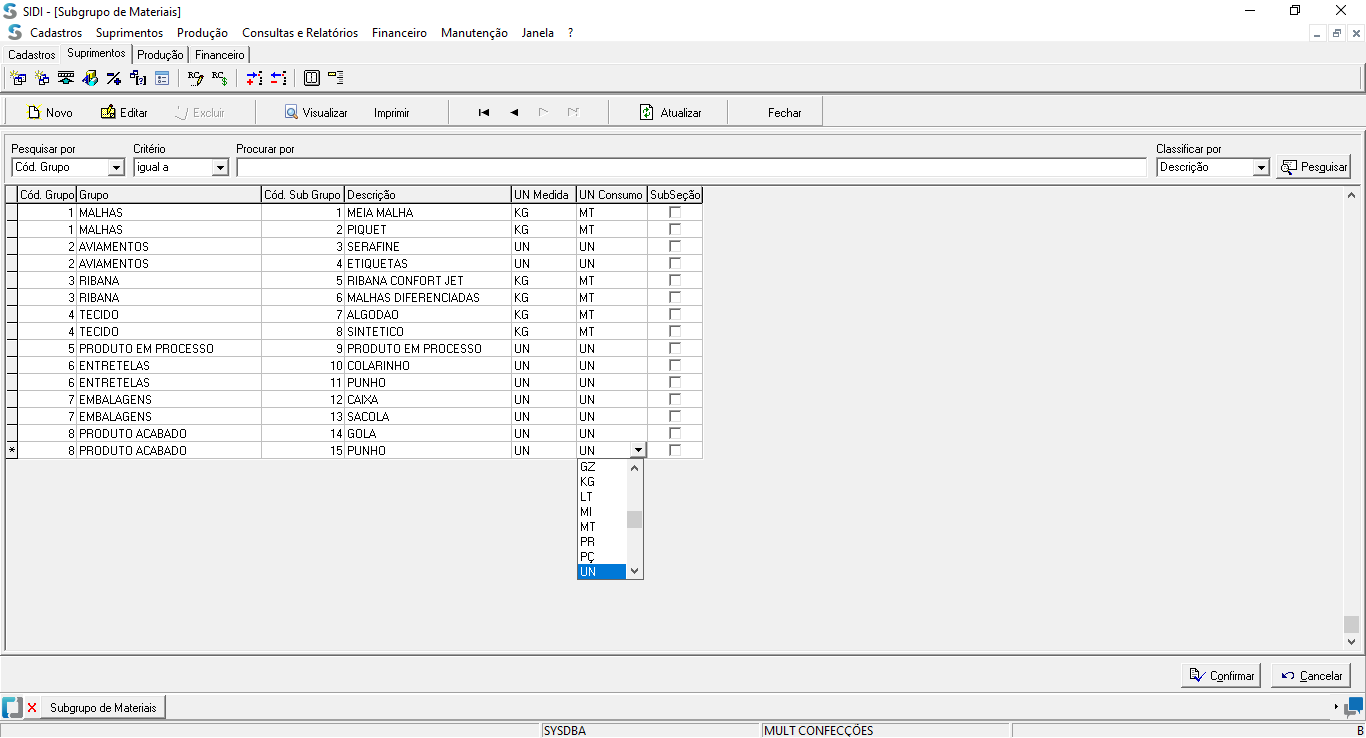 SIDI - [Subgrupo de Materiais]
Cadastros Suprimentos Produção Consultas e Relatórios Financeiro Manutenção Janela ?
Cadastros Suprimentos Produção Financeiro
Novo Editar Excluir Visualizar Imprimir Atualizar Fechar
Pesquisar por Critério Procurar por Classificar por
Cód. Grupo igual a Descrição Pesquisar
Cód. Grupo Grupo Cód. Sub Grupo Descrição UN Medida UN Consumo SubSeção
1 MALHAS 1 MEIA MALHA KG MT
1 MALHAS 2 PIQUET KG MT
2 AVIAMENTOS 3 SERAFINE UN UN
2 AVIAMENTOS 4 ETIQUETAS UN UN
3 RIBANA 5 RIBANA CONFORT JET KG MT
3 RIBANA 6 MALHAS DIFERENCIADAS KG MT
4 TECIDO 7 ALGODAO KG MT
4 TECIDO 8 SINTETICO KG MT
5 PRODUTO EM PROCESSO 9 PRODUTO EM PROCESSO UN UN
6 ENTRETELAS 10 COLARINHO UN UN
6 ENTRETELAS 11 PUNHO UN UN
7 EMBALAGENS 12 CAIXA UN UN
7 EMBALAGENS 13 SACOLA UN UN
8 PRODUTO ACABADO 14 GOLA UN UN
* 8 PRODUTO ACABADO 15 PUNHO UN UN
GZ
KG
LT
MI
MT
PR
PÇ
UN
Confirmar Cancelar
Subgrupo de Materiais
SYSDBA MULT CONFECÇÕES B